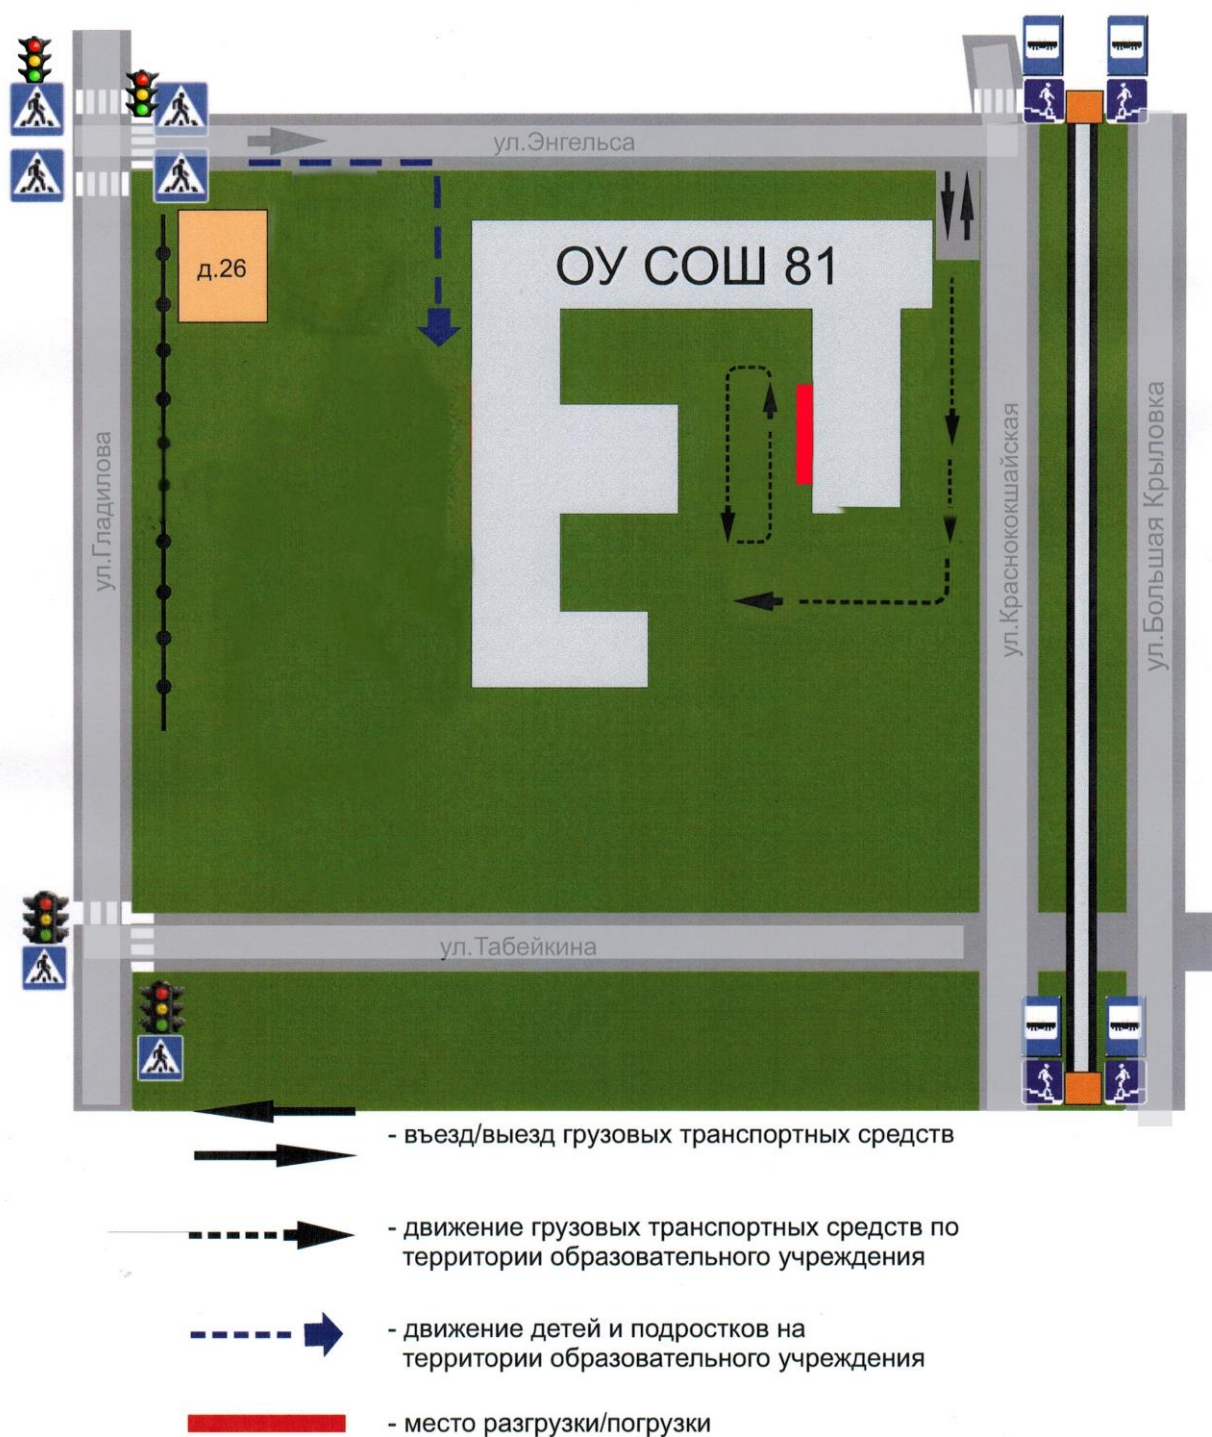 ул.Энгельса
д.26
ОУ СОШ 81
ул.Гладилова
ул.Краснококшайская
ул.Большая Крыловка
ул.Табейкина
- въезд/выезд грузовых транспортных средств
- движение грузовых транспортных средств по
территории образовательного учреждения
- движение детей и подростков на
территории образовательного учреждения
- место разгрузки/погрузки